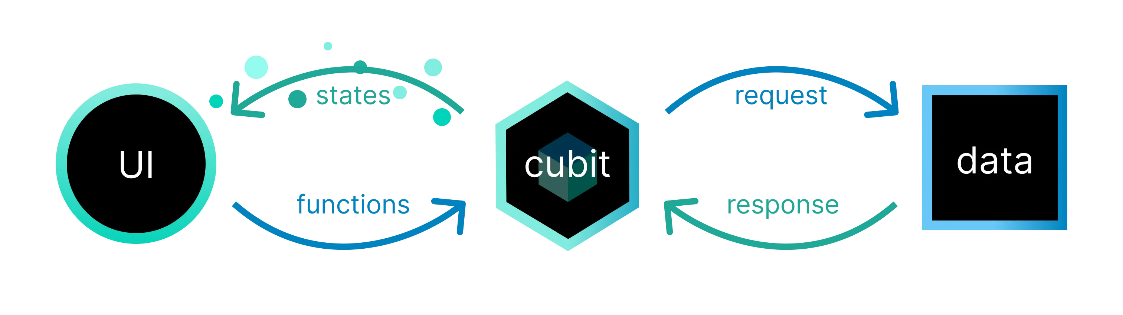 states
request
UI
cubit
data
functions
response